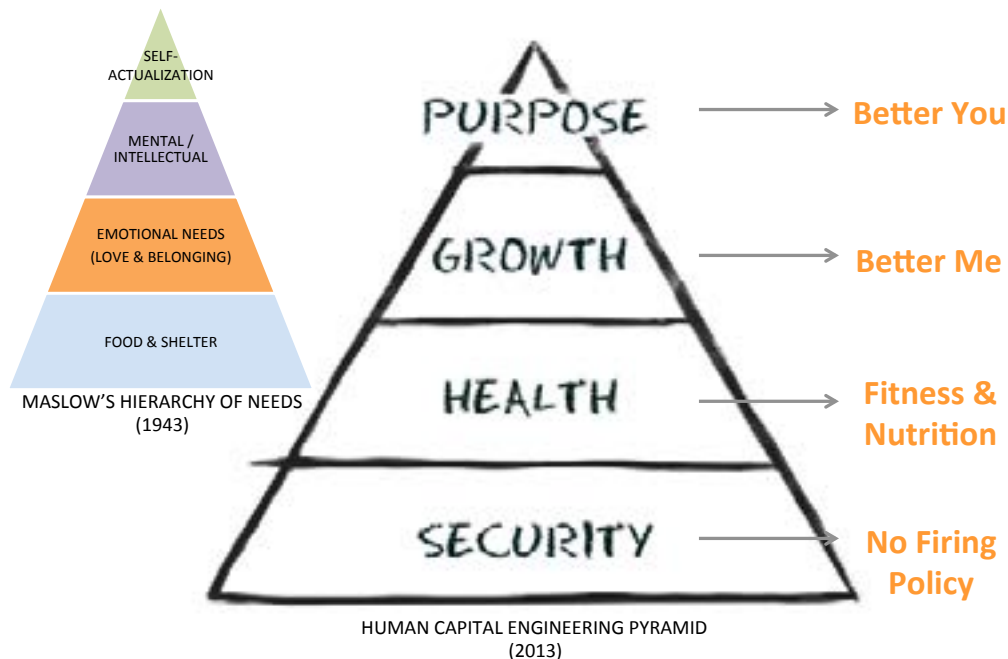 SELF-
ACTUALIZATION
MENTAL /
INTELLECTUAL
EMOTIONAL NEEDS
(LOVE & BELONGING)
FOOD & SHELTER
MASLOW'S HIERARCHY OF NEEDS
(1943)
PURPOSE
Better You
GROWTH
Better Me
HEALTH
Fitness &
Nutrition
SECURITY
No Firing
Policy
HUMAN CAPITAL ENGINEERING PYRAMID
(2013)